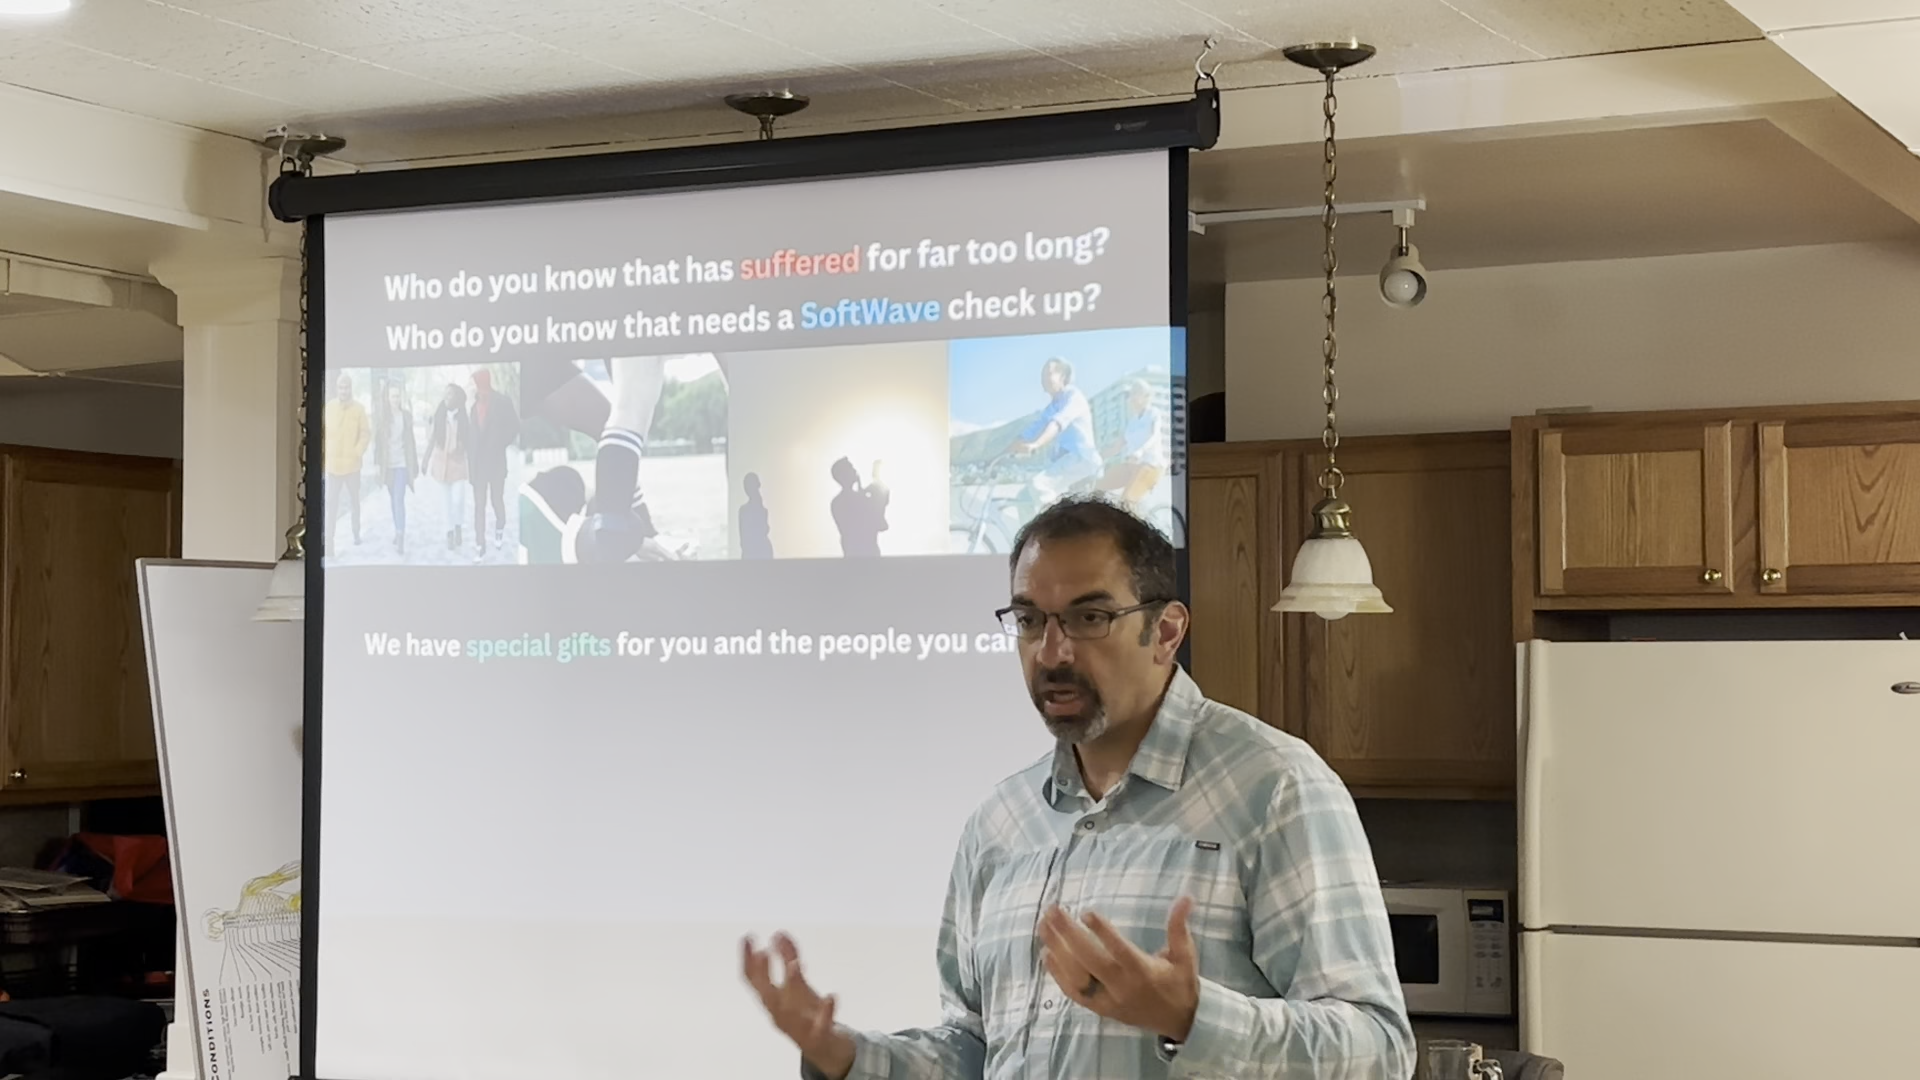 Who do you know that has suffered for far too long?
Who do you know that needs a SoftWave check up?
We have special gifts for you and the people you
CONDITIONS